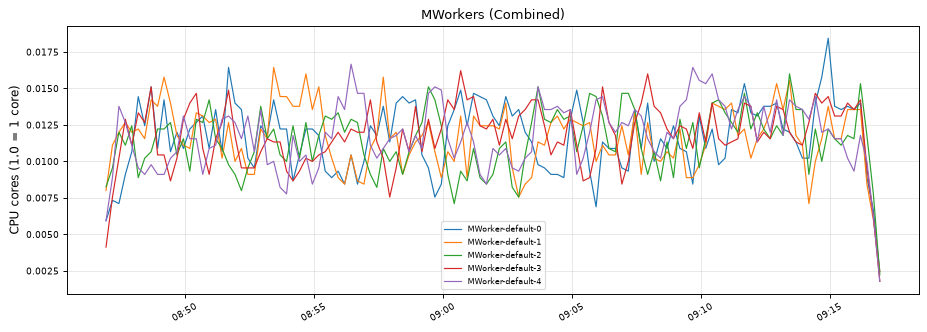 MWorkers (Combined)
CPU cores (1.0 = 1 core)
0.0175
0.0150
0.0125
0.0100
0.0075
0.0050
0.0025
MWorker-default-0
MWorker-default-1
MWorker-default-2
MWorker-default-3
MWorker-default-4
08:50
08:55
09:00
09:05
09:10
09:15